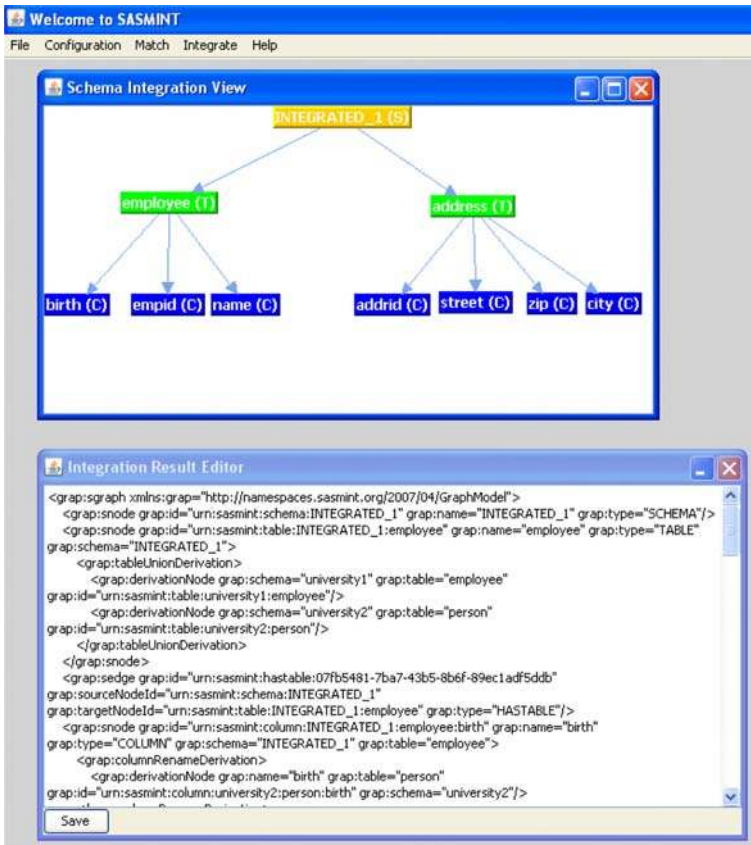 Welcome to SASMINT
File Configuration Match Integrate Help
Schema Integration View
INTEGRATED_1 (S)
employee (T) address (T)
birth (C) empid (C) name (C) addrid (C) street (C) zip (C) city (C)
Integration Result Editor
<grap:sgraph xmlns:grap="http://namespaces.sasmint.org/2007/04/GraphModel">
<grap:snode grap:id="urn:sasmint:schema:INTEGRATED_1" grap:name="INTEGRATED_1" grap:type="SCHEMA"/>
<grap:snode grap:id="urn:sasmint:table:INTEGRATED_1:employee" grap:name="employee" grap:type="TABLE"
grap:schema="INTEGRATED_1">
<grap:tableUnionDerivation>
<grap:derivationNode grap:schema="university1" grap:table="employee"
grap:id="urn:sasmint:table:university1:employee"/>
<grap:derivationNode grap:schema="university2" grap:table="person"
grap:id="urn:sasmint:table:university2:person"/>
</grap:tableUnionDerivation>
</grap:snode>
<grap:sedge grap:id="urn:sasmint:hastable:07fb5481-7ba7-43b5-8b6f-89ec1adf5ddb"
grap:sourceNodeId="urn:sasmint:schema:INTEGRATED_1"
grap:targetNodeId="urn:sasmint:table:INTEGRATED_1:employee" grap:type="HASTABLE"/>
<grap:snode grap:id="urn:sasmint:column:INTEGRATED_1:employee:birth" grap:name="birth"
grap:type="COLUMN" grap:schema="INTEGRATED_1" grap:table="employee">
<grap:columnRenameDerivation>
<grap:derivationNode grap:name="birth" grap:table="person"
grap:id="urn:sasmint:column:university2:person:birth" grap:schema="university2"/>
Save